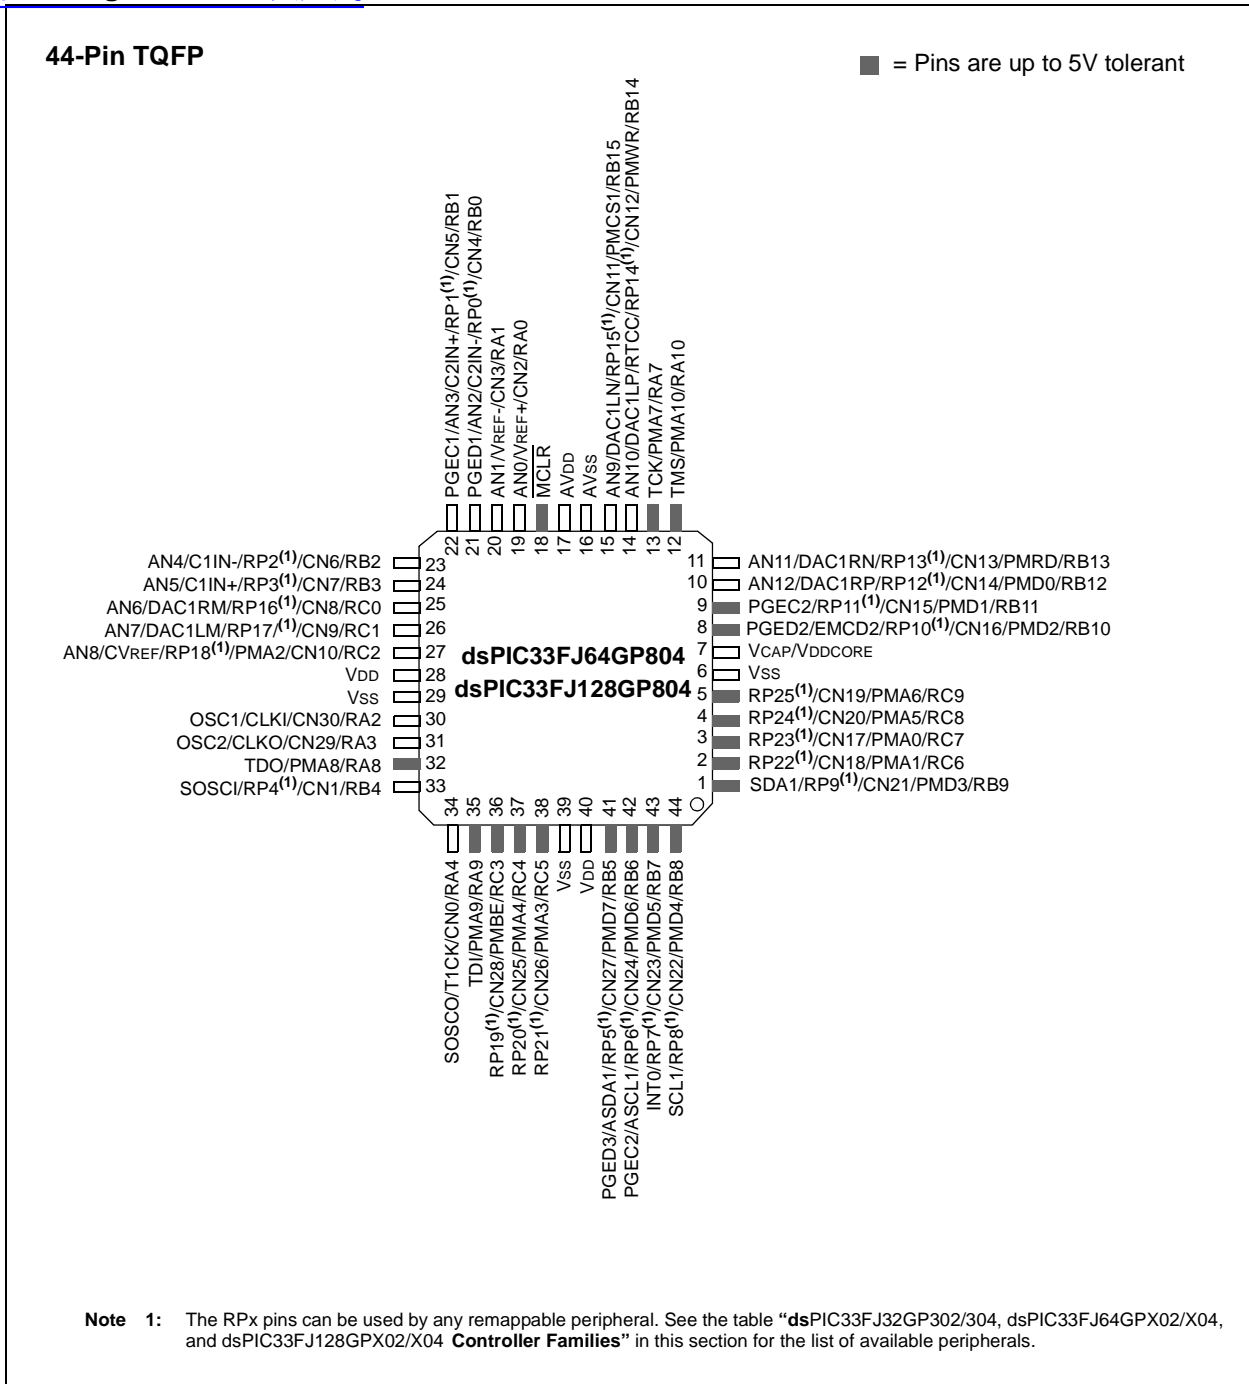 44-Pin TQFP
= Pins are up to 5V tolerant
PGEC1/AN3/C2IN+/RP1(1)/CN5/RB1
PGED1/AN2/C2IN-/RP0(1)/CN4/RB0
AN1/VREF-/CN3/RA1
AN0/VREF+/CN2/RA0
MCLR
AVDD
AVSS
AN9/DAC1LN/RP15(1)/CN11/PMCS1/RB15
AN10/DAC1LP/RTCC/RP14(1)/CN12/PMWR/RB14
TCK/PMA7/RA7
TMS/PMA10/RA10
22 21 20 19 18 17 16 15 14 13 12
AN4/C1IN-/RP2(1)/CN6/RB2 23
AN5/C1IN+/RP3(1)/CN7/RB3 24
AN6/DAC1RM/RP16(1)/CN8/RC0 25
AN7/DAC1LM/RP17/(1)/CN9/RC1 26
AN8/CVREF/RP18(1)/PMA2/CN10/RC2 27
VDD 28
VSS 29
OSC1/CLKI/CN30/RA2 30
OSC2/CLKO/CN29/RA3 31
TDO/PMA8/RA8 32
SOSCI/RP4(1)/CN1/RB4 33
dsPIC33FJ64GP804
dsPIC33FJ128GP804
11 AN11/DAC1RN/RP13(1)/CN13/PMRD/RB13
10 AN12/DAC1RP/RP12(1)/CN14/PMD0/RB12
9 PGEC2/RP11(1)/CN15/PMD1/RB11
8 PGED2/EMCD2/RP10(1)/CN16/PMD2/RB10
7 VCAP/VDDCORE
6 VSS
5 RP25(1)/CN19/PMA6/RC9
4 RP24(1)/CN20/PMA5/RC8
3 RP23(1)/CN17/PMA0/RC7
2 RP22(1)/CN18/PMA1/RC6
1 SDA1/RP9(1)/CN21/PMD3/RB9
34 35 36 37 38 39 40 41 42 43 44
SOSCO/T1CK/CN0/RA4
TDI/PMA9/RA9
RP19(1)/CN28/PMBE/RC3
RP20(1)/CN25/PMA4/RC4
RP21(1)/CN26/PMA3/RC5
VSS
VDD
PGED3/ASDA1/RP5(1)/CN27/PMD7/RB5
PGEC2/ASCL1/RP6(1)/CN24/PMD6/RB6
INT0/RP7(1)/CN23/PMD5/RB7
SCL1/RP8(1)/CN22/PMD4/RB8
Note 1: The RPx pins can be used by any remappable peripheral. See the table “dsPIC33FJ32GP302/304, dsPIC33FJ64GPX02/X04,
and dsPIC33FJ128GPX02/X04 Controller Families” in this section for the list of available peripherals.